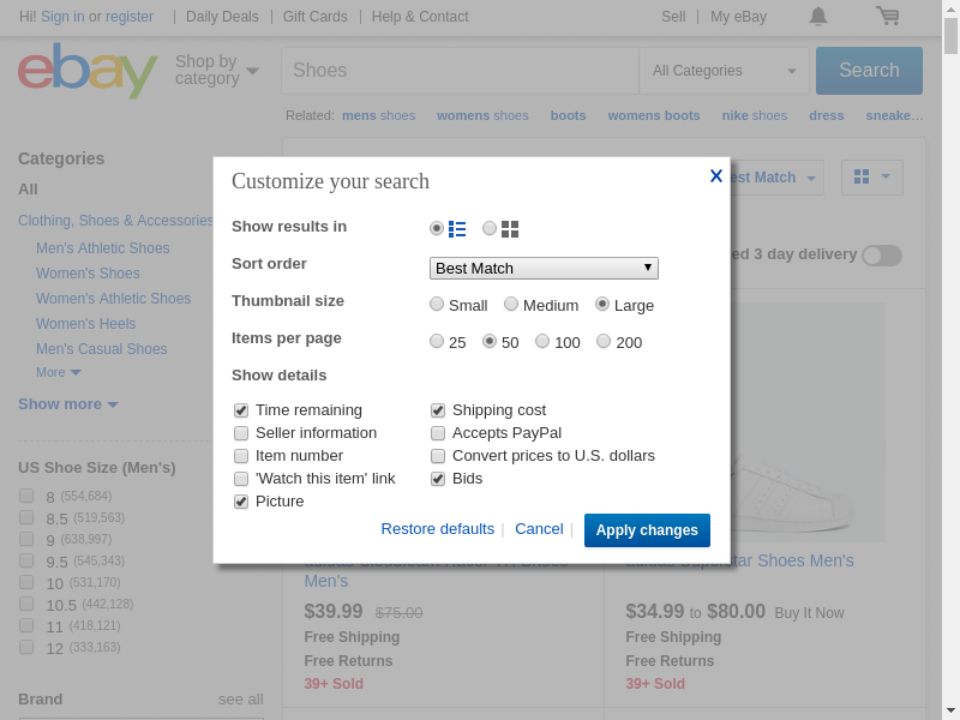 Hi! Sign in or register | Daily Deals | Gift Cards | Help & Contact Sell | My eBay
ebay Shop by category Shoes All Categories Search
Related: mens shoes womens shoes boots womens boots nike shoes dress sneake...
Categories
All
Clothing, Shoes & Accessories
Men's Athletic Shoes
Women's Shoes
Women's Athletic Shoes
Women's Heels
Men's Casual Shoes
More
Show more
US Shoe Size (Men's)
8 (554,684)
8.5 (519,563)
9 (638,997)
9.5 (545,343)
10 (531,170)
10.5 (442,128)
11 (418,121)
12 (333,163)
Brand see all
est Match
ed 3 day delivery
Customize your search X
Show results in
Sort order Best Match
Thumbnail size Small Medium Large
Items per page 25 50 100 200
Show details
Time remaining Shipping cost
Seller information Accepts PayPal
Item number Convert prices to U.S. dollars
'Watch this item' link Bids
Picture
Restore defaults | Cancel | Apply changes
Men's
$39.99 $75.00
Free Shipping
Free Returns
39+ Sold
adidas Superstar Shoes Men's
$34.99 to $80.00 Buy It Now
Free Shipping
Free Returns
39+ Sold